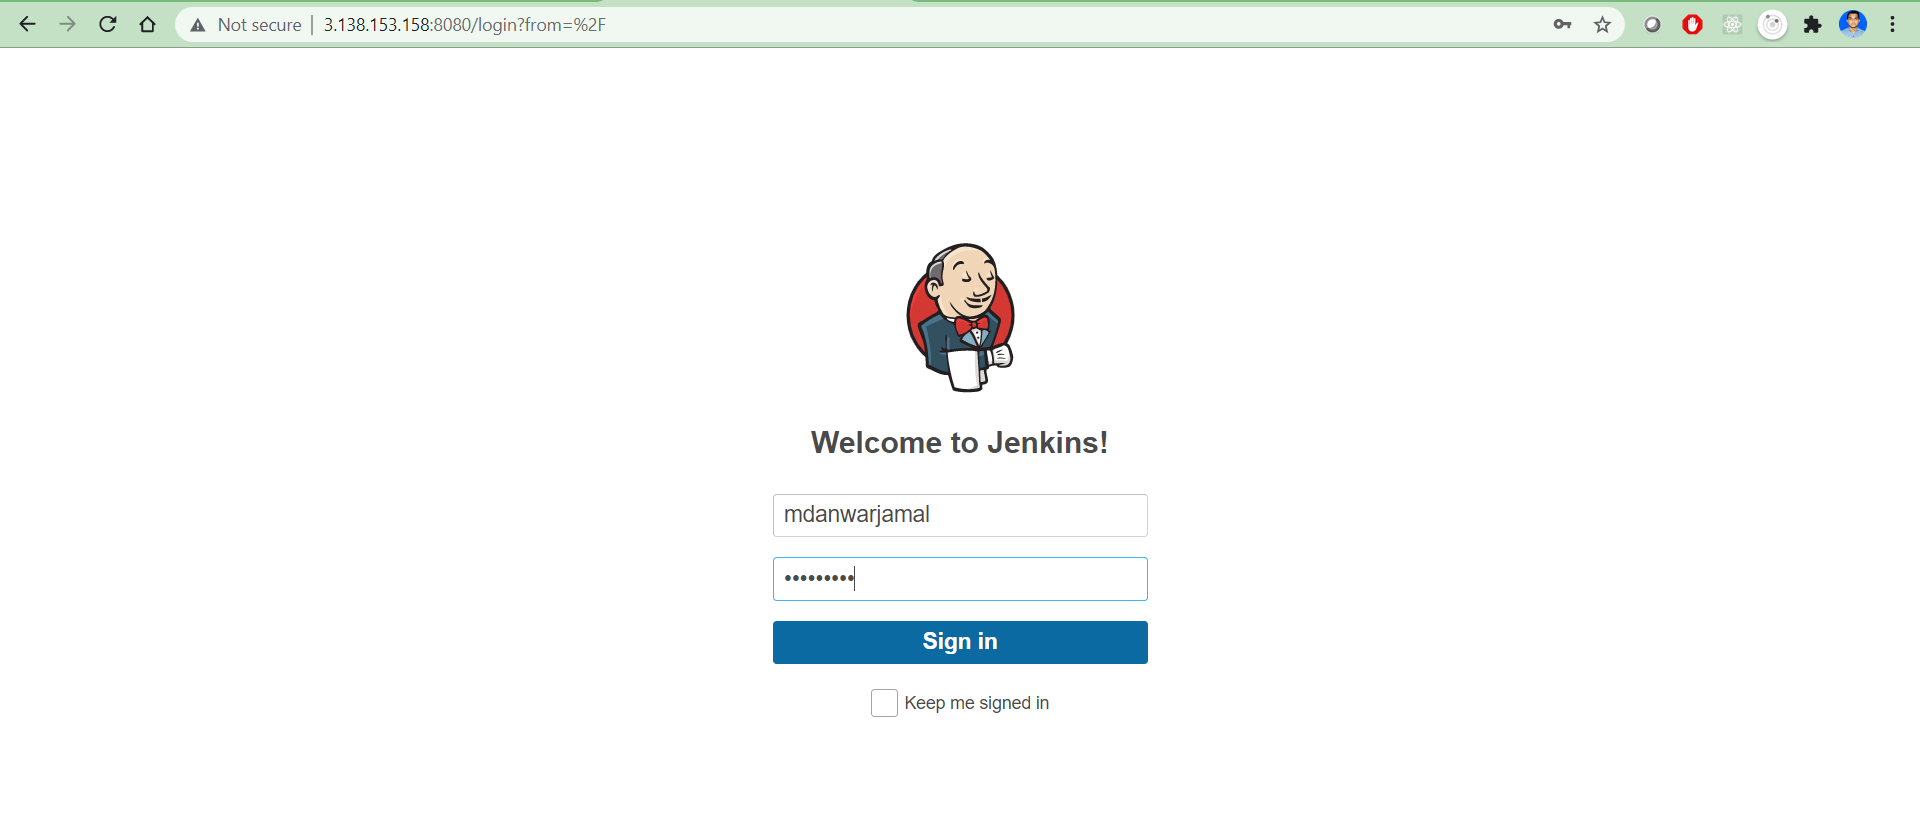 Not secure | 3.138.153.158:8080/login?from=%2F
Welcome to Jenkins!
mdanwarjamal
•••••••••
Sign in
Keep me signed in